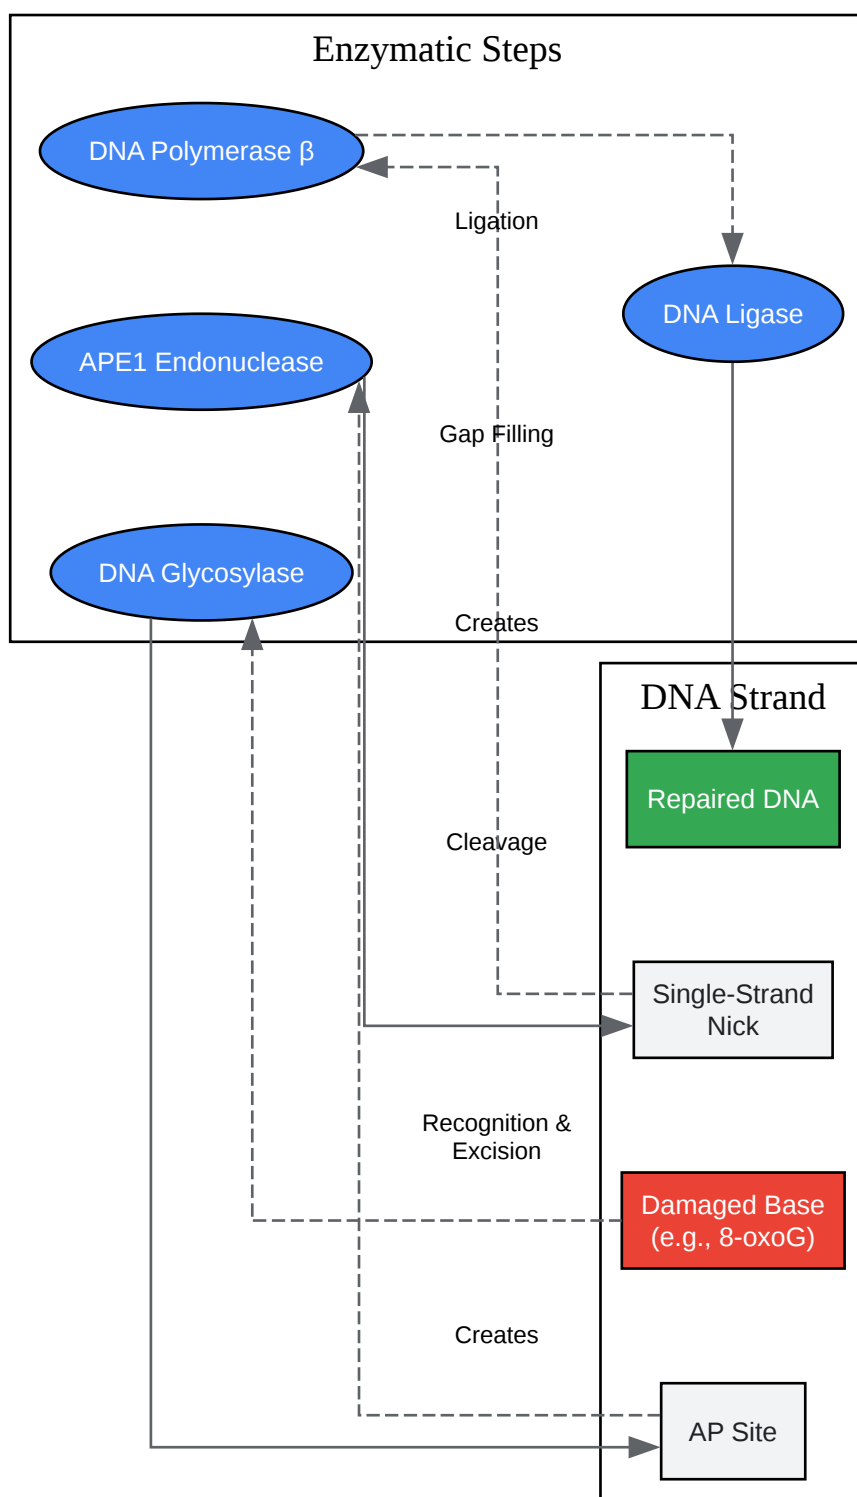 Enzymatic Steps
DNA Polymerase β
Ligation
DNA Ligase
APE1 Endonuclease
Gap Filling
DNA Glycosylase
Creates
DNA Strand
Repaired DNA
Cleavage
Single-Strand
Nick
Recognition &
Excision
Damaged Base
(e.g., 8-oxoG)
Creates
AP Site